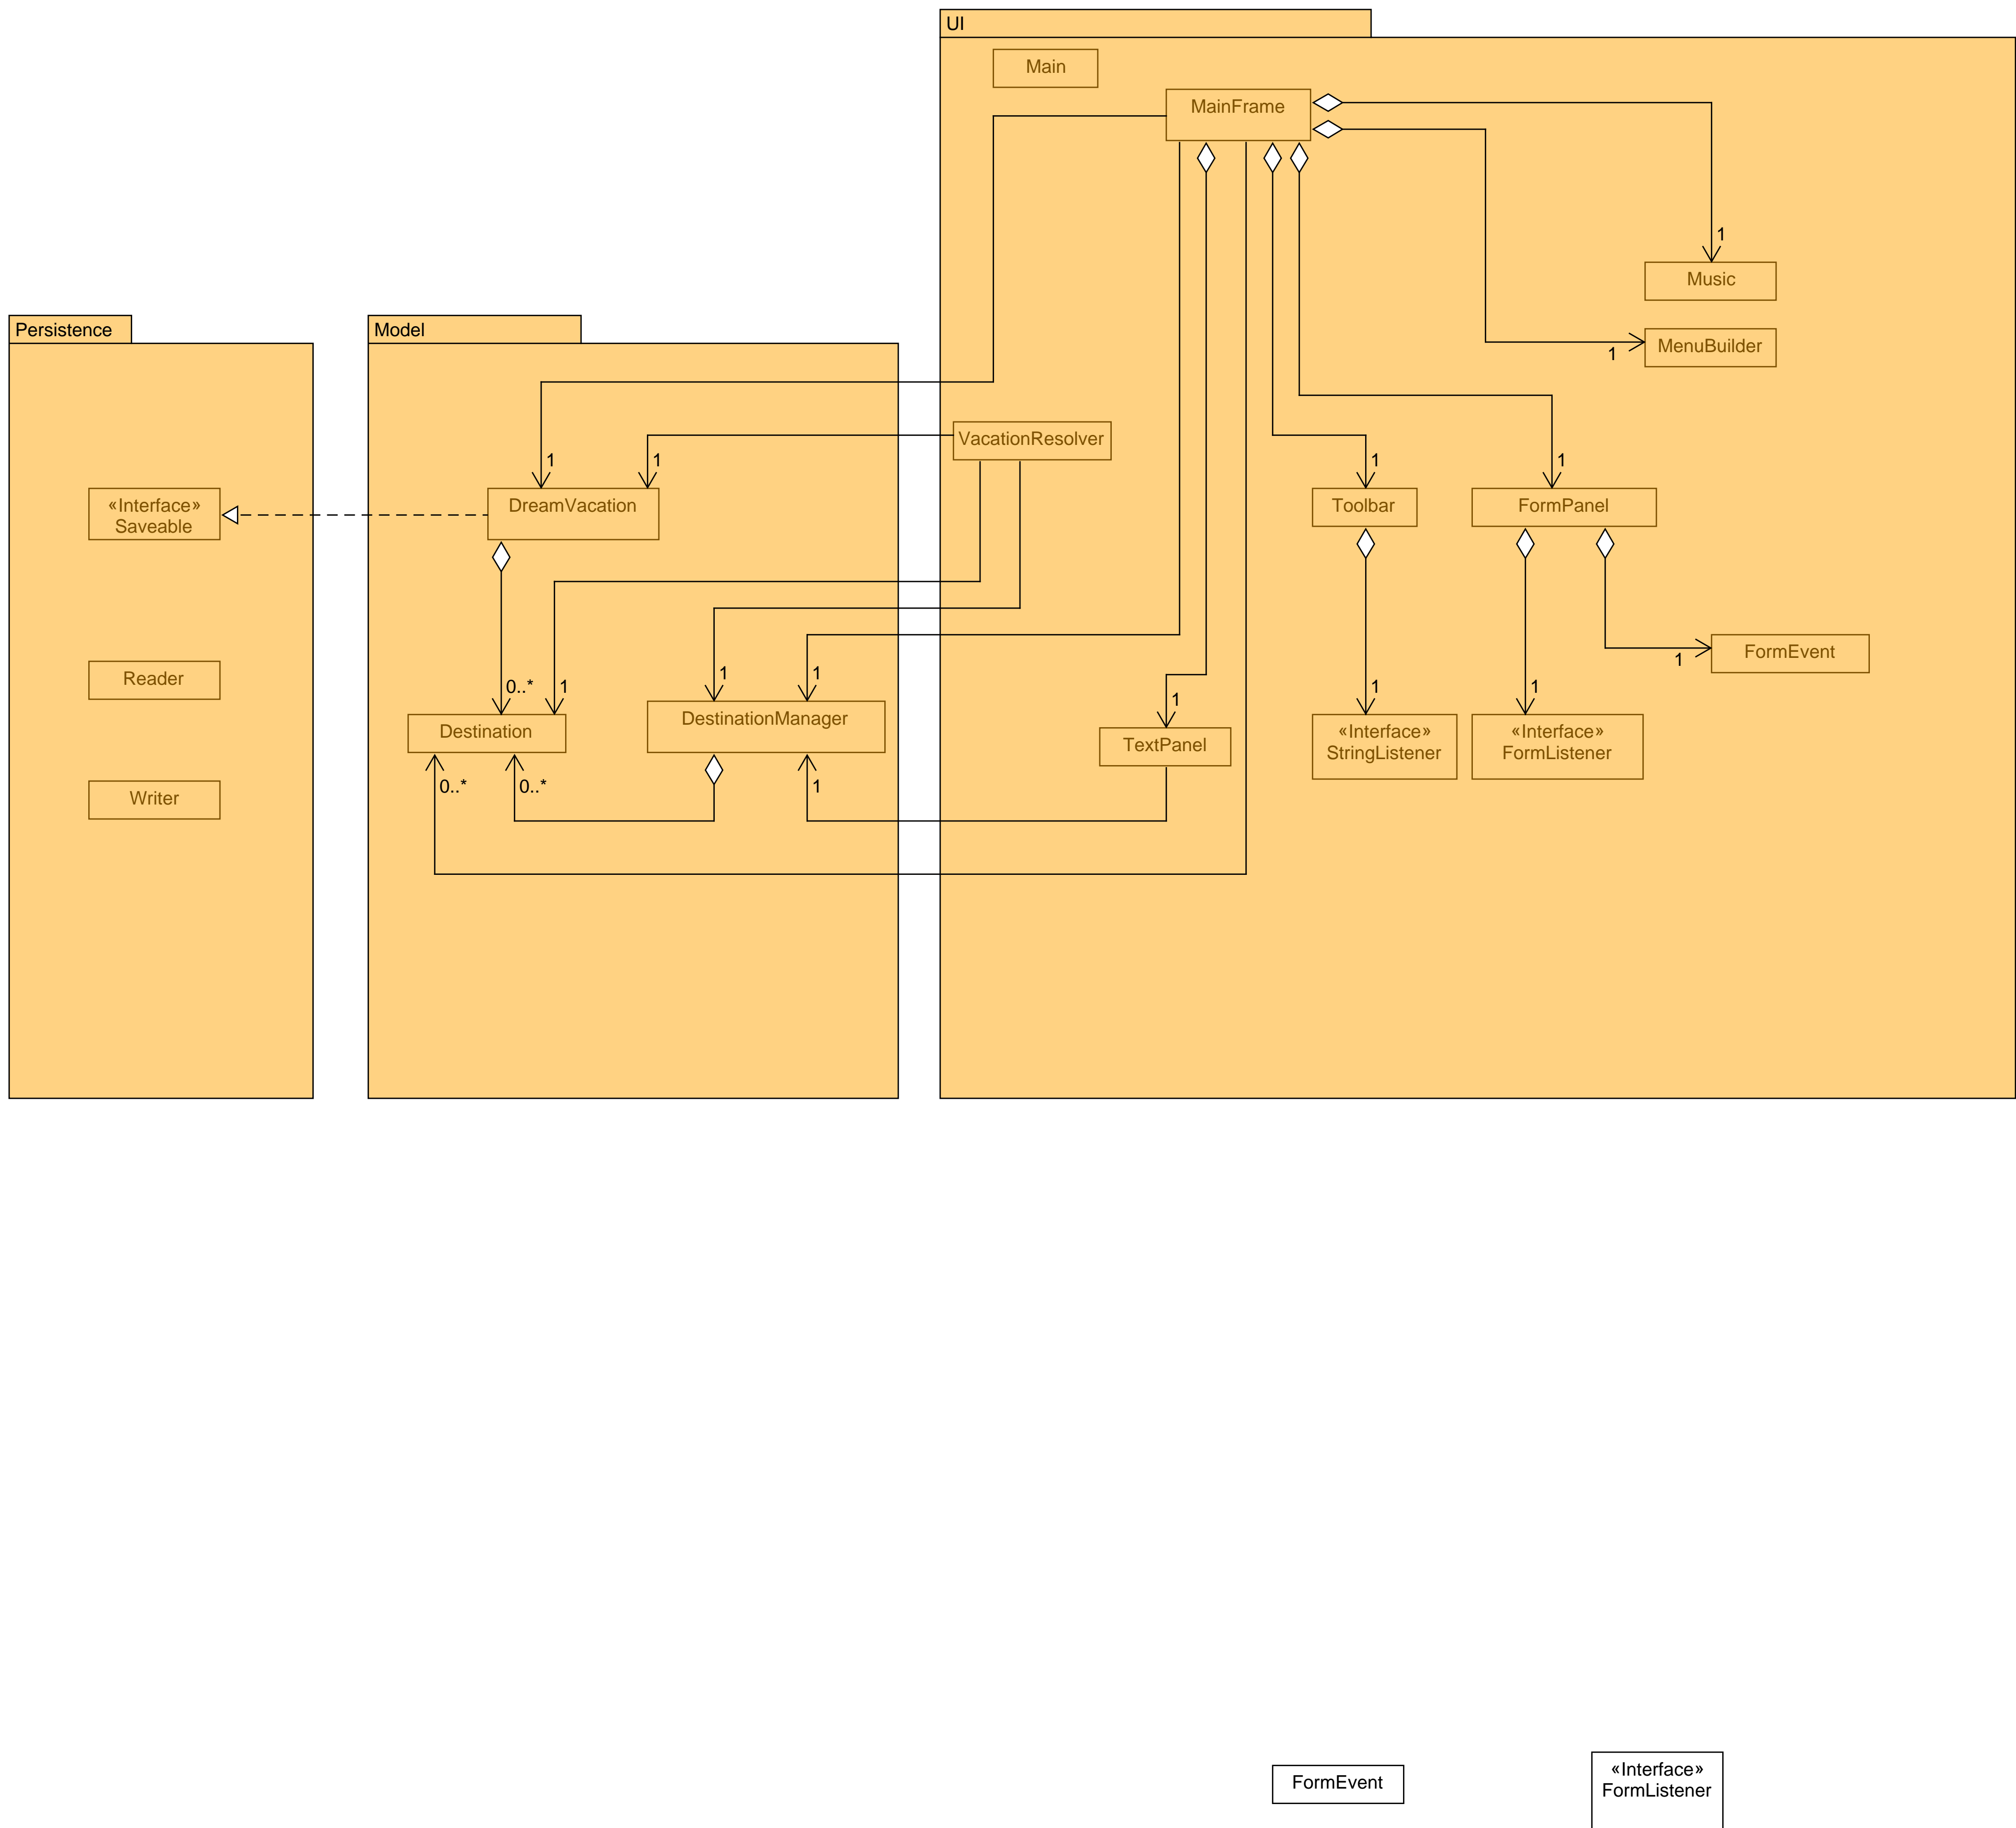 UI
Main
MainFrame
1
Music
MenuBuilder
1
Persistence
Model
VacationResolver
1
1
1
1
«Interface»
Saveable
DreamVacation
Toolbar
FormPanel
Reader
FormEvent
1
0..*
1
1
1
1
1
1
Destination
DestinationManager
TextPanel
«Interface»
StringListener
«Interface»
FormListener
0..*
0..*
1
Writer
FormEvent
«Interface»
FormListener